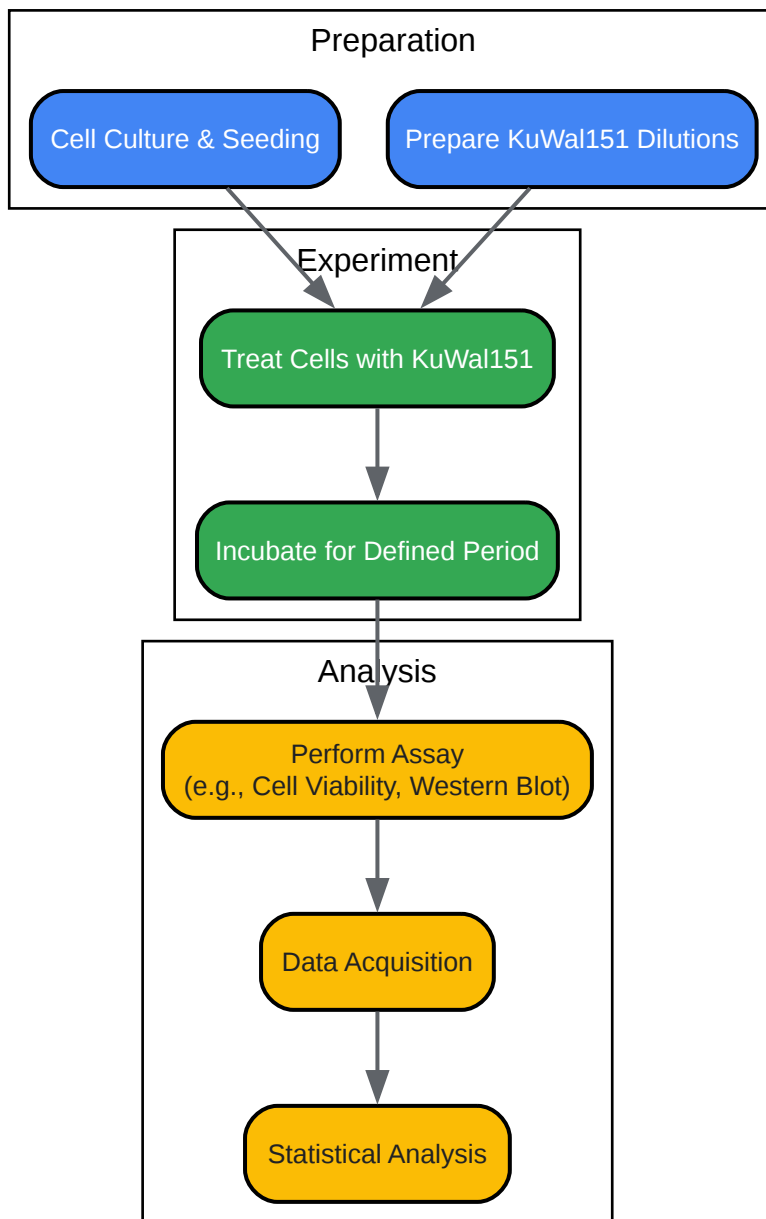 Preparation
Cell Culture & Seeding
Prepare KuWal151 Dilutions
Experiment
Treat Cells with KuWal151
Incubate for Defined Period
Analysis
Perform Assay
(e.g., Cell Viability, Western Blot)
Data Acquisition
Statistical Analysis